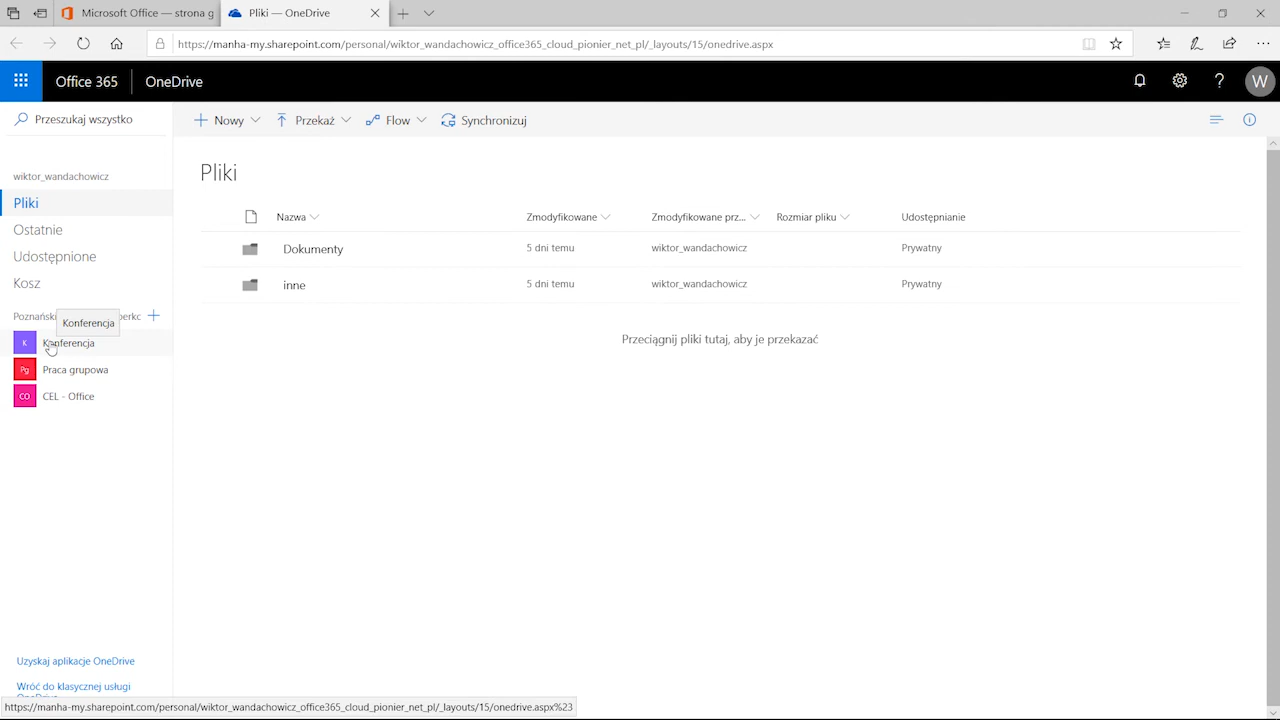 Microsoft Office — strona g
Pliki — OneDrive
https://manha-my.sharepoint.com/personal/wiktor_wandachowicz_office365_cloud_pionier_net_pl/_layouts/15/onedrive.aspx
Office 365
OneDrive
W
Przeszukaj wszystko
Nowy
Przekaż
Flow
Synchronizuj
wiktor_wandachowicz
Pliki
Ostatnie
Udostępnione
Kosz
Konferencja
K Konferencja
Pg Praca grupowa
CO CEL - Office
Pliki
Nazwa Zmodyfikowane Zmodyfikowane prz... Rozmiar pliku Udostępnianie
Dokumenty 5 dni temu wiktor_wandachowicz Prywatny
inne 5 dni temu wiktor_wandachowicz Prywatny
Przeciągnij pliki tutaj, aby je przekazać
Uzyskaj aplikacje OneDrive
Wróć do klasycznej usługi
OneDrive
https://manha-my.sharepoint.com/personal/wiktor_wandachowicz_office365_cloud_pionier_net_pl/_layouts/15/onedrive.aspx%23